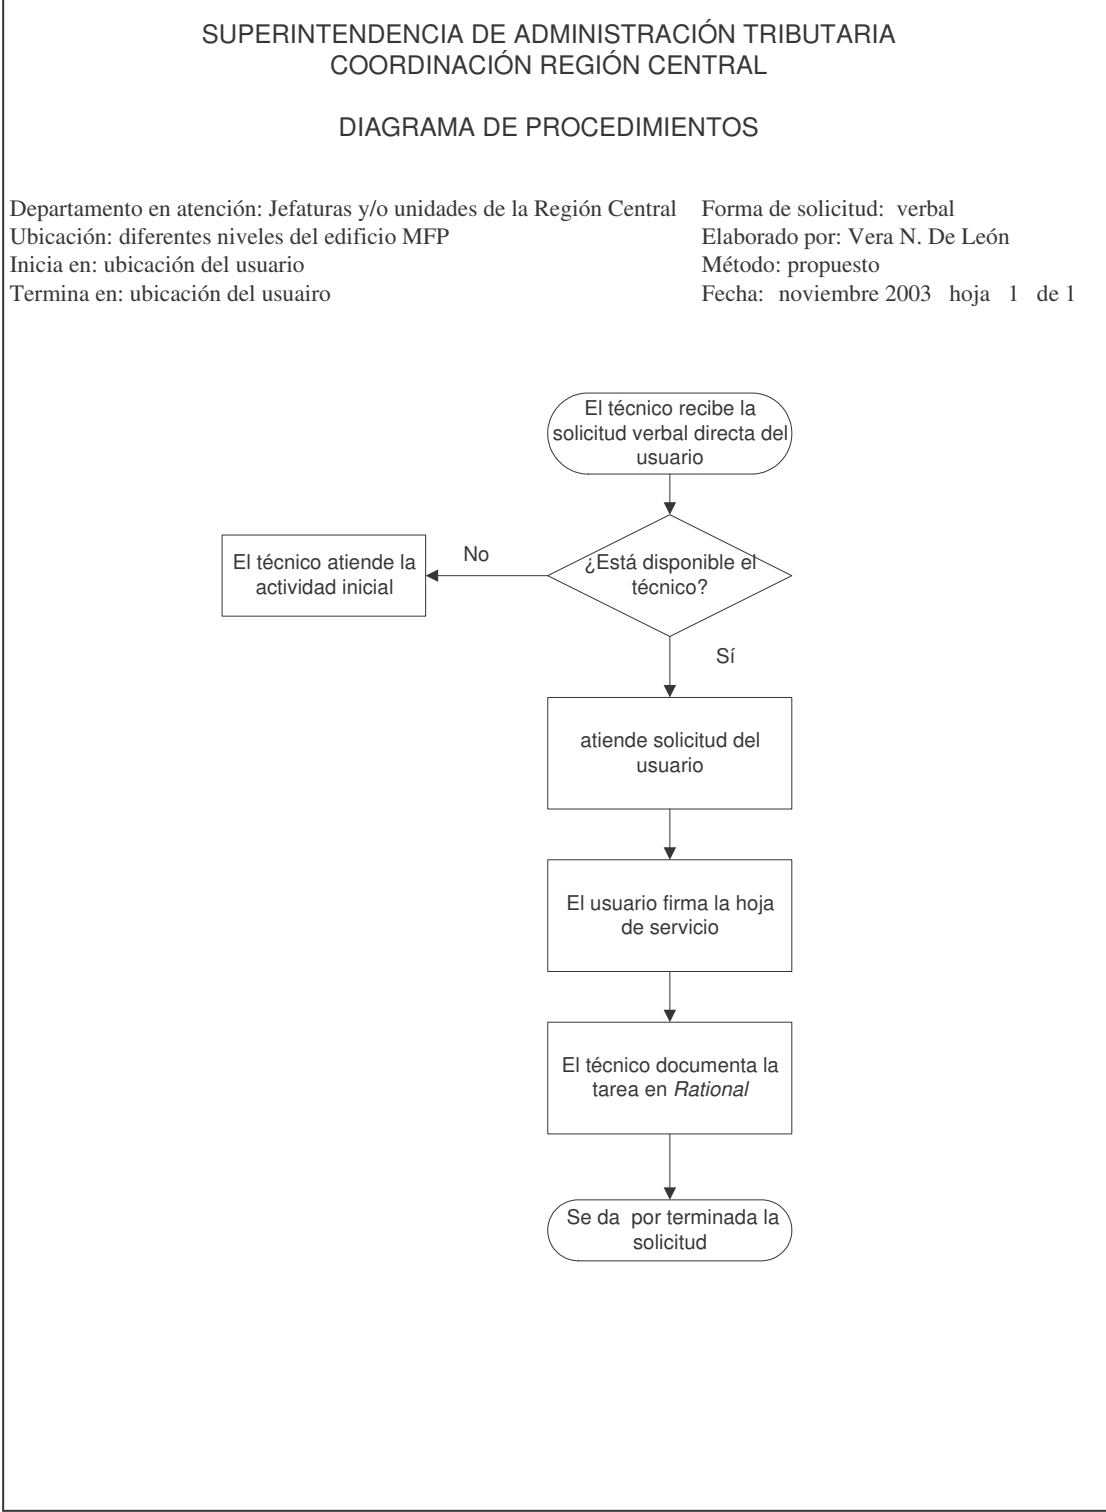 SUPERINTENDENCIA DE ADMINISTRACIÓN TRIBUTARIA
COORDINACIÓN REGIÓN CENTRAL
DIAGRAMA DE PROCEDIMIENTOS
Departamento en atención: Jefaturas y/o unidades de la Región Central
Ubicación: diferentes niveles del edificio MFP
Inicia en: ubicación del usuario
Termina en: ubicación del usuairo
Forma de solicitud: verbal
Elaborado por: Vera N. De León
Método: propuesto
Fecha: noviembre 2003 hoja 1 de 1
El técnico recibe la
solicitud verbal directa del
usuario
¿Está disponible el
técnico?
No
El técnico atiende la
actividad inicial
Sí
atiende solicitud del
usuario
El usuario firma la hoja
de servicio
El técnico documenta la
tarea en Rational
Se da por terminada la
solicitud